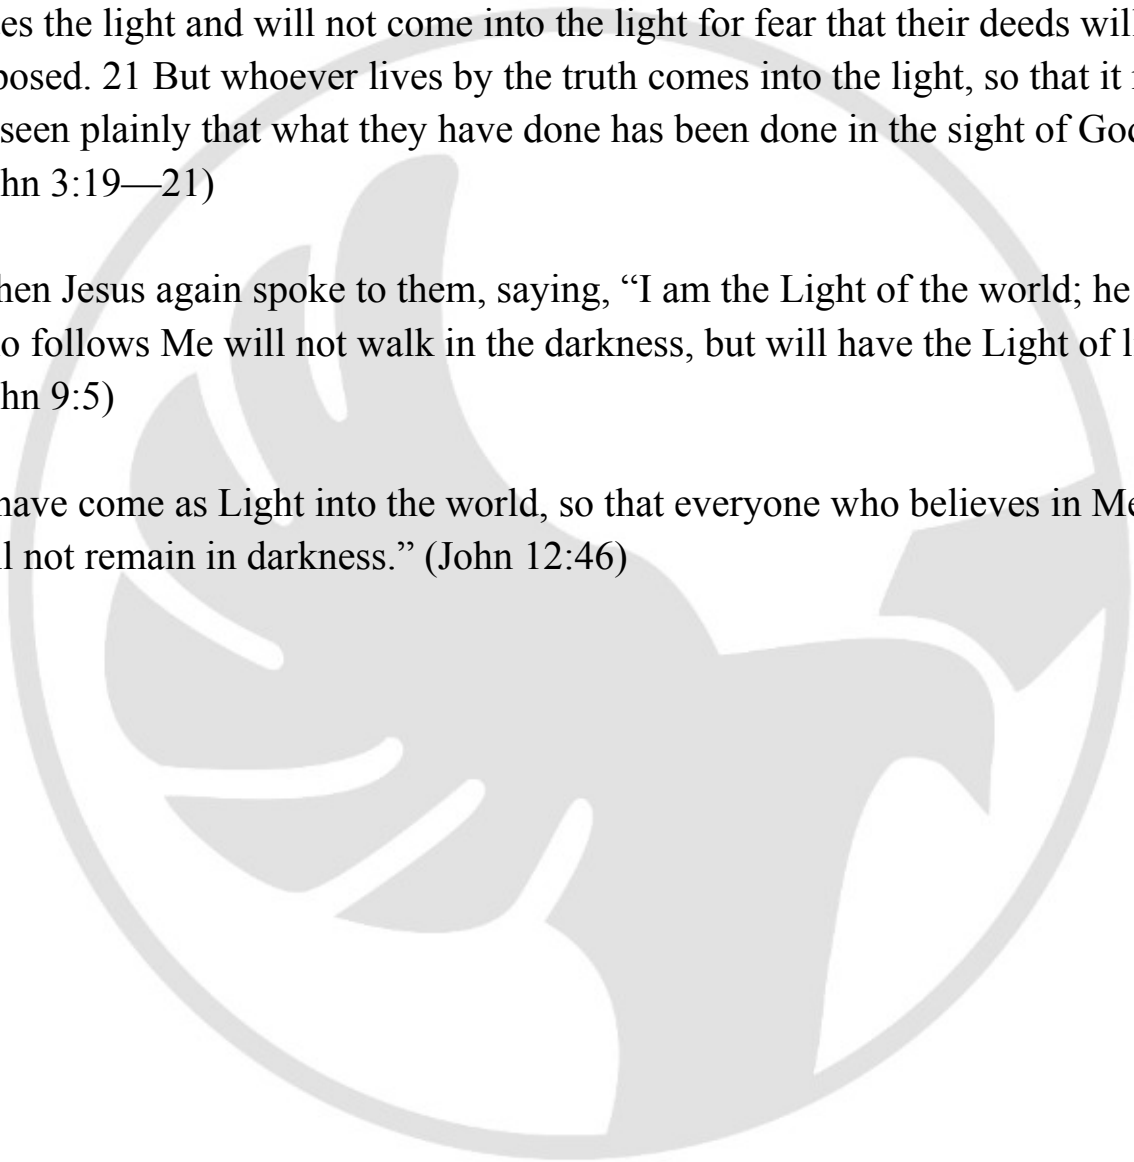 es the light and will not come into the light for fear that their deeds will
posed. 21 But whoever lives by the truth comes into the light, so that it
seen plainly that what they have done has been done in the sight of God
hn 3:19—21)
hen Jesus again spoke to them, saying, “I am the Light of the world; he
o follows Me will not walk in the darkness, but will have the Light of l
hn 9:5)
have come as Light into the world, so that everyone who believes in Me
ll not remain in darkness.” (John 12:46)